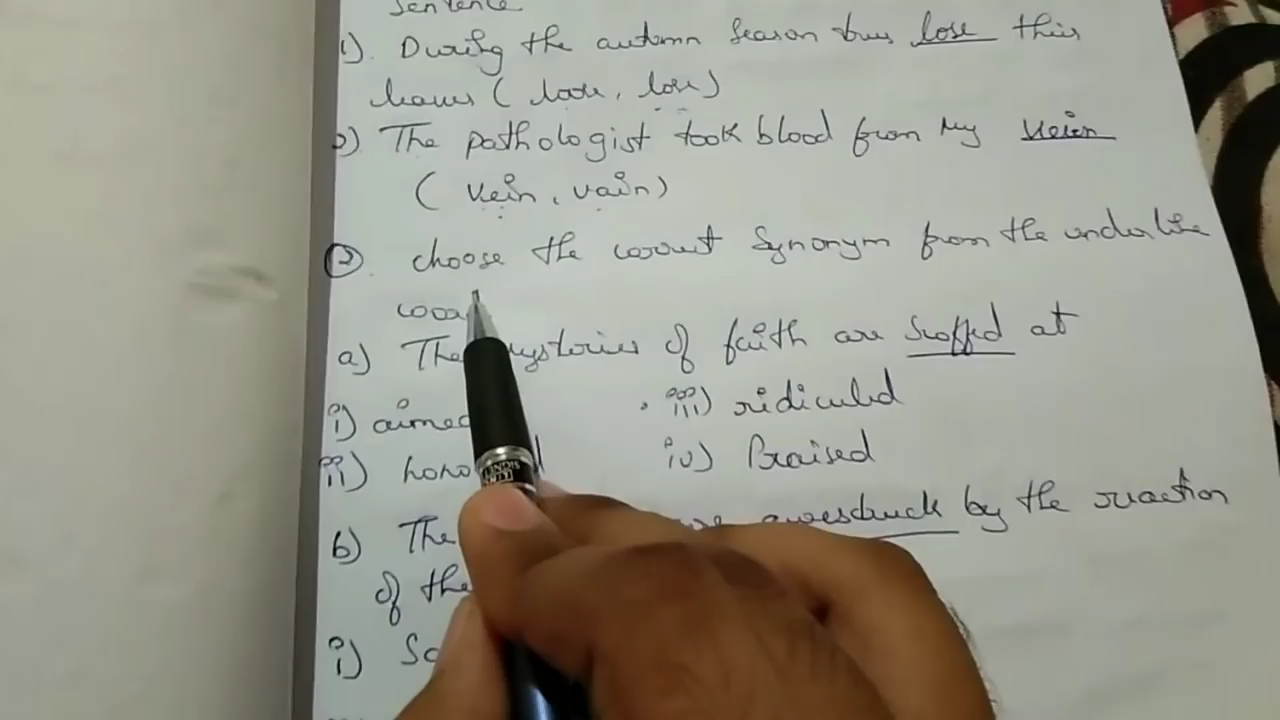 Sentence
1). During the autumn season trees lose their
leaves ( loose, lose)
2) The pathologist took blood from my vein
( vein, vain)
2. choose the correct synonym from the underline
a) The mysteries of faith are scoffed at
i) aimed iii) ridiculed
ii) iv) Praised
b) The awestruck by the reaction
of the
i)